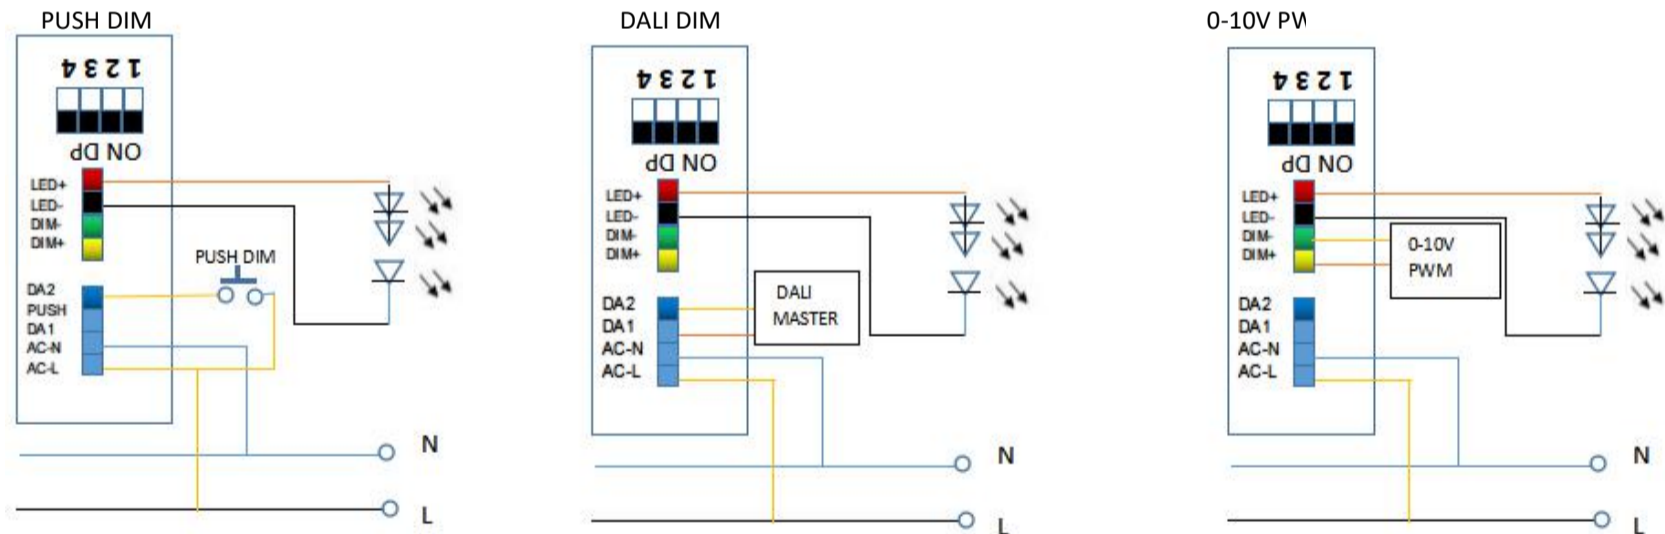 PUSH DIM
1 2 3 4
ON DP
LED+
LED-
DIM-
DIM+
PUSH DIM
DA2
PUSH
DA1
AC-N
AC-L
N
L
DALI DIM
1 2 3 4
ON DP
LED+
LED-
DIM-
DIM+
DA2
DA1
AC-N
AC-L
DALI
MASTER
N
L
0-10V PW
1 2 3 4
ON DP
LED+
LED-
DIM-
DIM+
0-10V
PWM
DA2
DA1
AC-N
AC-L
N
L